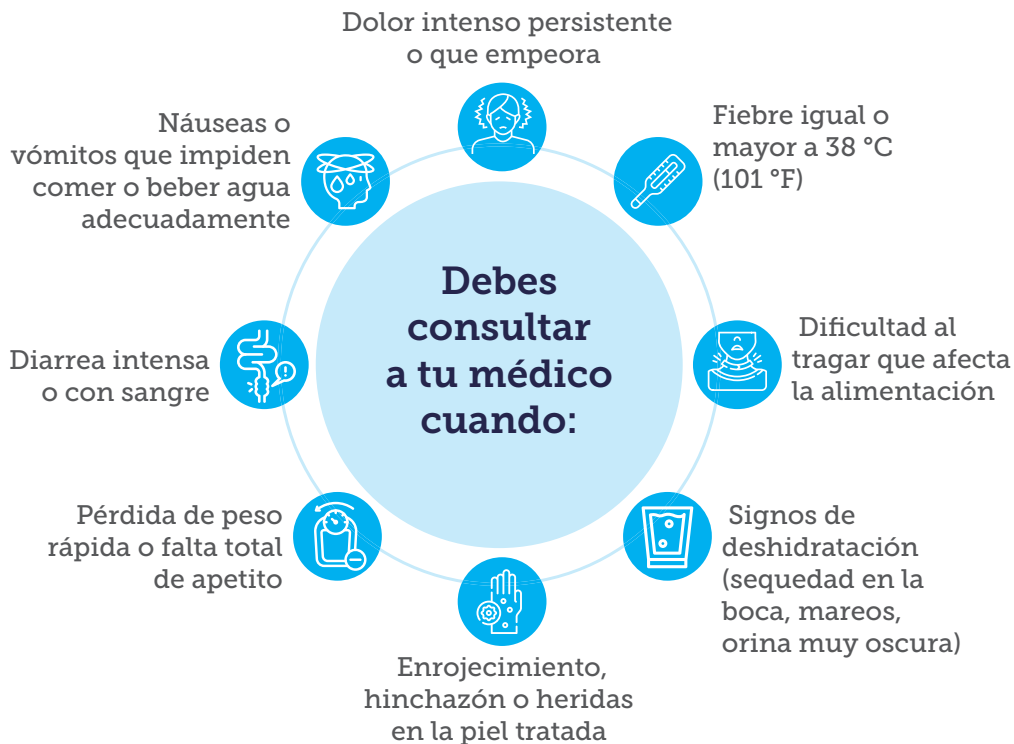 Dolor intenso persistente
o que empeora
Fiebre igual o
mayor a 38 °C
(101 °F)
Dificultad al
tragar que afecta
la alimentación
Signos de
deshidratación
(sequedad en la
boca, mareos,
orina muy oscura)
Enrojecimiento,
hinchazón o heridas
en la piel tratada
Pérdida de peso
rápida o falta total
de apetito
Diarrea intensa
o con sangre
Náuseas o
vómitos que impiden
comer o beber agua
adecuadamente
Debes
consultar
a tu médico
cuando: